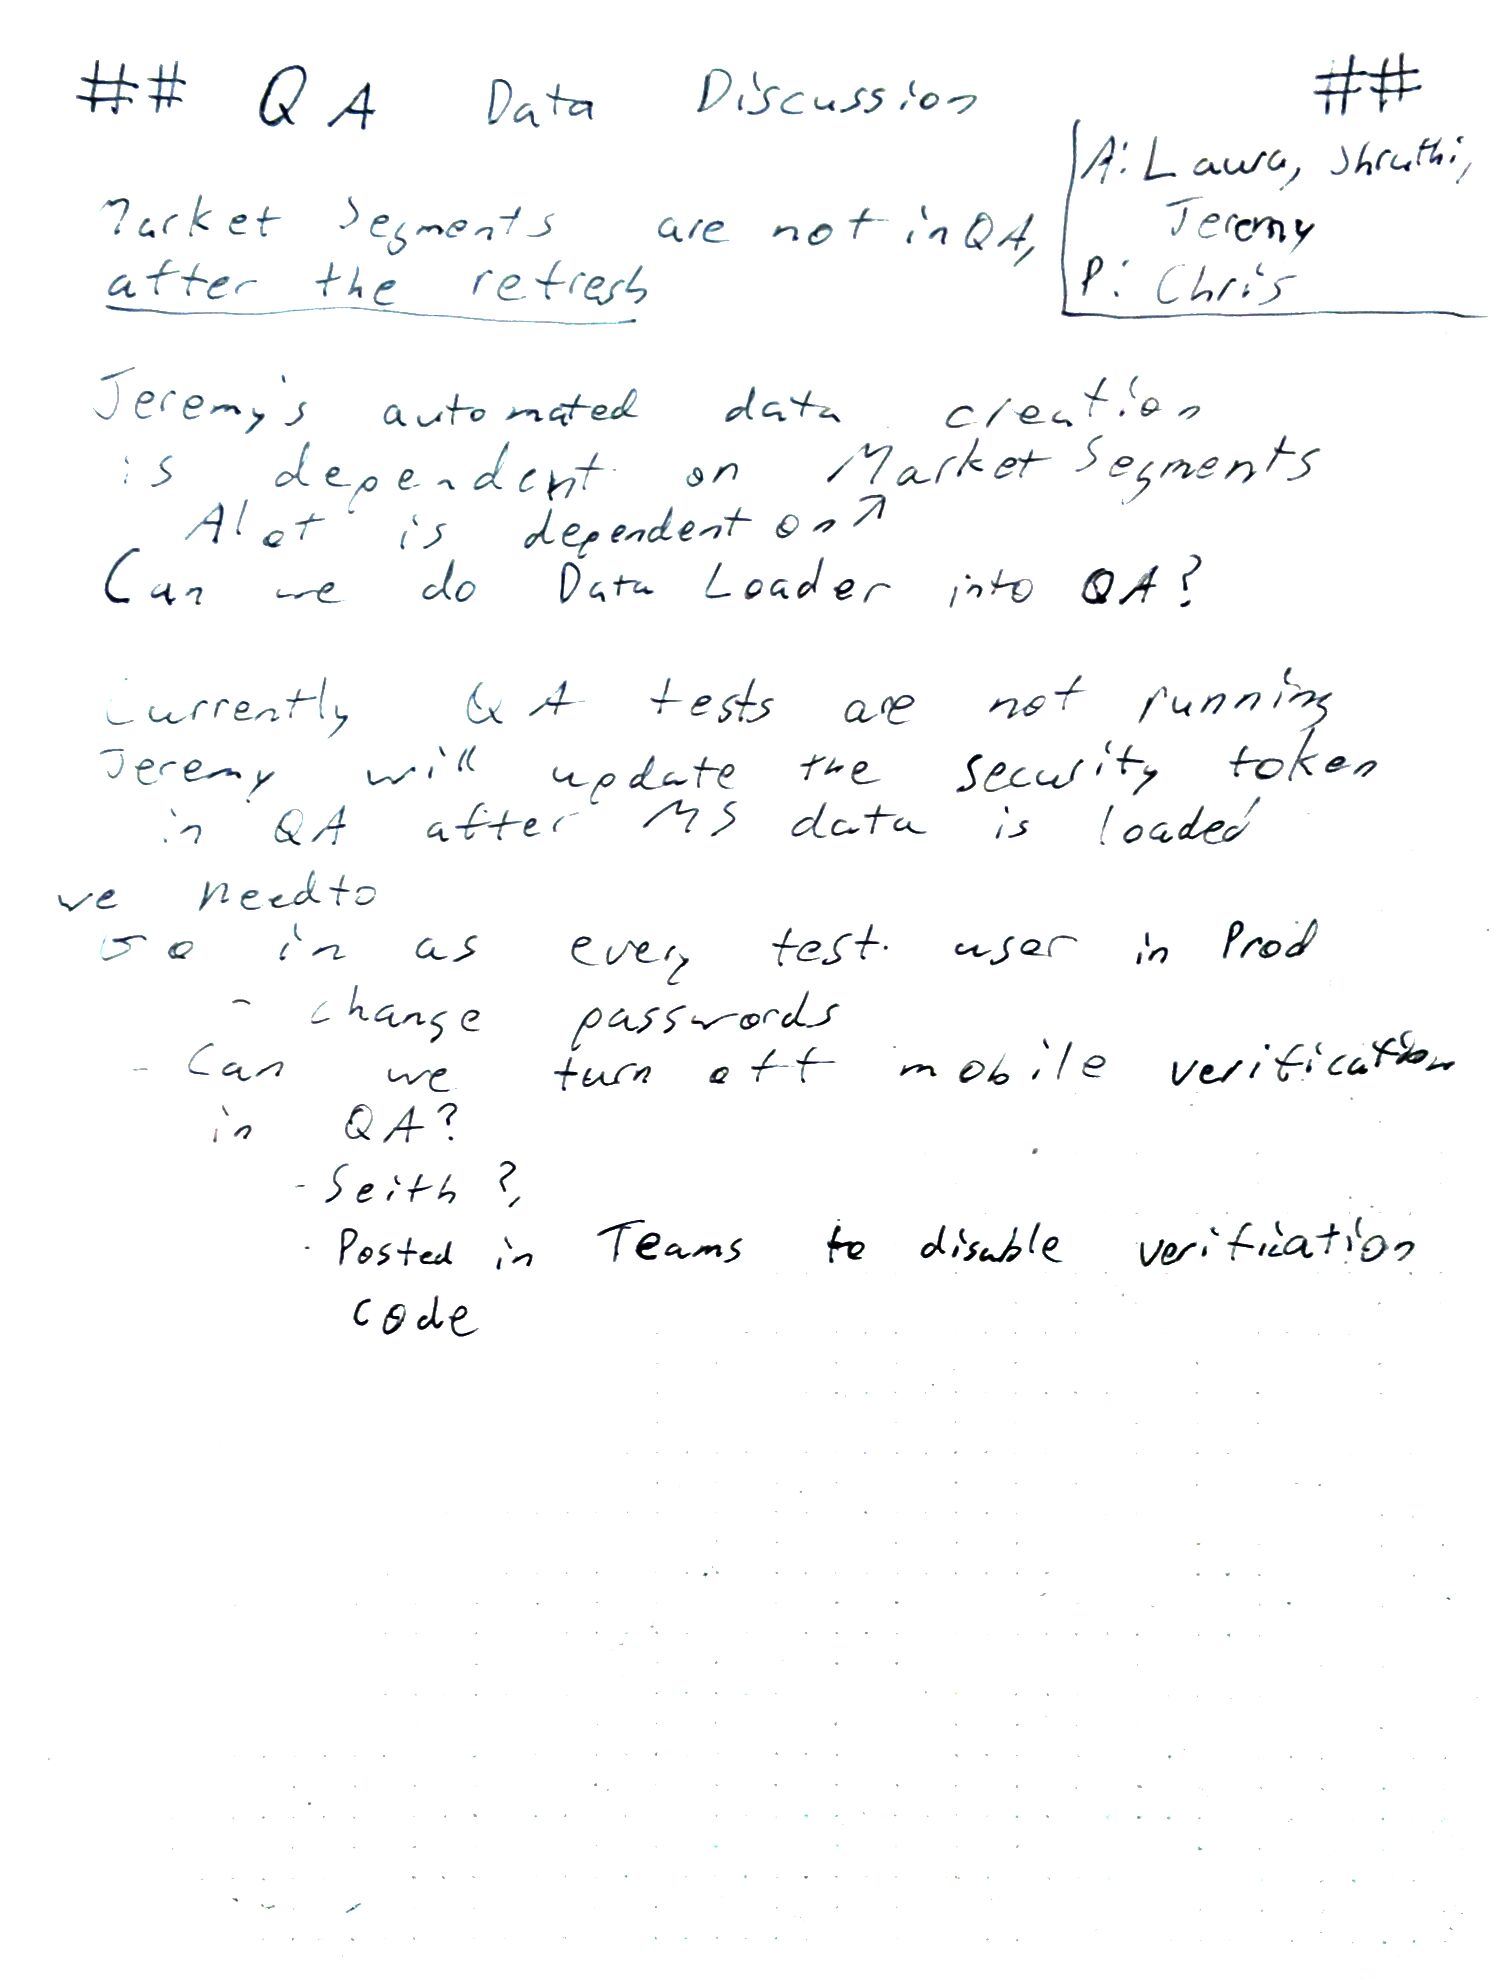 ## QA Data Discussion ##
A: Laura, Shruthi,
Jeremy
P: Chris
Market Segments are not in QA,
after the refresh
Jeremy's automated data creation
is dependent on Market Segments
Alot is dependent on ↗
Can we do Data Loader into QA?
Currently QA tests are not running
Jeremy will update the security token
in QA after MS data is loaded
we need to
Go in as every test user in Prod
- change passwords
- Can we turn off mobile verification
in QA?
- Seith?,
- Posted in Teams to disable verification
code